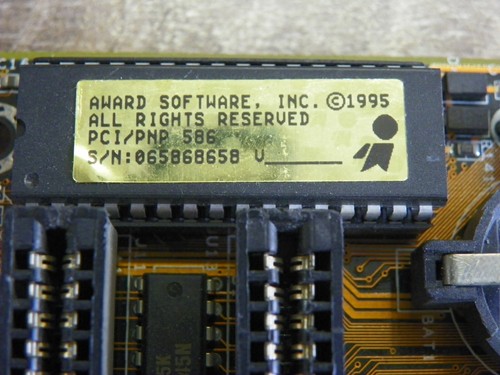 AWARD SOFTWARE, INC. ©1995
ALL RIGHTS RESERVED
PCI/PNP 586
S/N:065868658 V